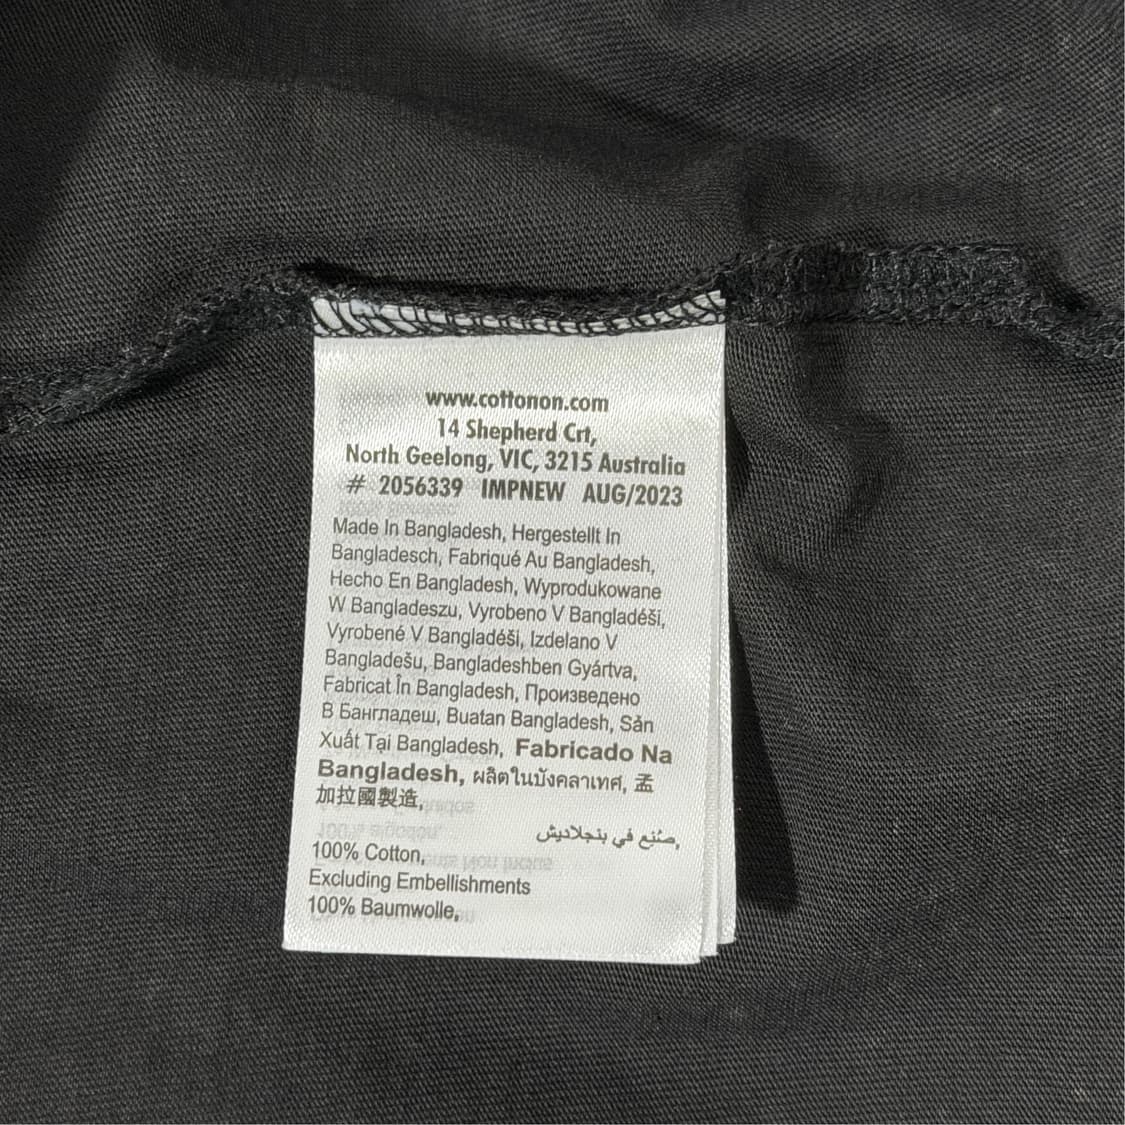 www.cottonon.com
14 Shepherd Crt,
North Geelong, VIC, 3215 Australia
# 2056339 IMPNEW AUG/2023
Made In Bangladesh, Hergestellt In
Bangladesch, Fabriqué Au Bangladesh,
Hecho En Bangladesh, Wyprodukowane
W Bangladeszu, Vyrobeno V Bangladéši,
Vyrobené V Bangladéši, Izdelano V
Bangladešu, Bangladeshben Gyártva,
Fabricat În Bangladesh, Произведено
В Бангладеш, Buatan Bangladesh, Sản
Xuất Tại Bangladesh, Fabricado Na
Bangladesh, ผลิตในบังคลาเทศ, 孟
加拉國製造,
صُنِع في بنجلاديش,
100% Cotton,
Excluding Embellishments
100% Baumwolle,